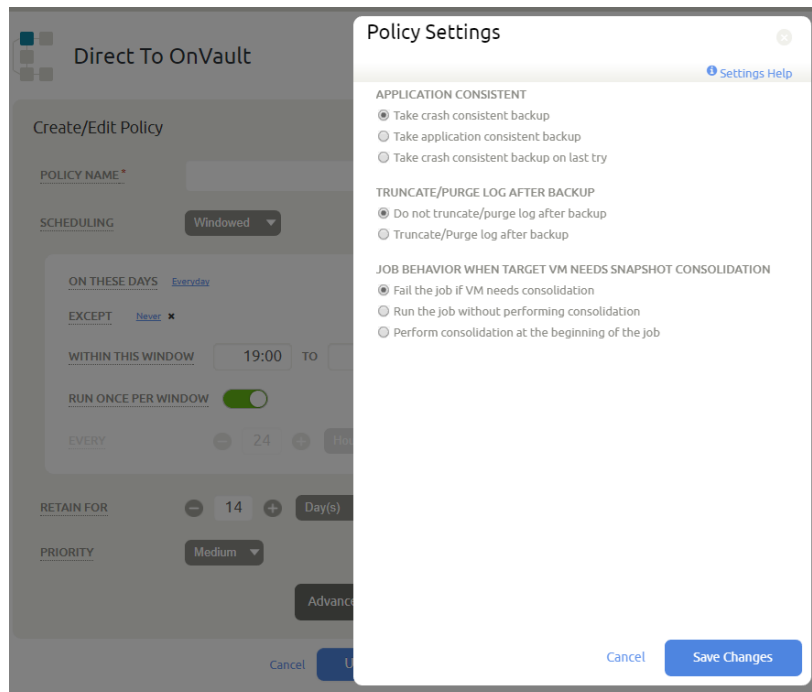 Direct To OnVault
Create/Edit Policy
POLICY NAME*
SCHEDULING Windowed
ON THESE DAYS Everyday
EXCEPT Never ×
WITHIN THIS WINDOW 19:00 TO
RUN ONCE PER WINDOW
EVERY 24
RETAIN FOR 14 Day(s)
PRIORITY Medium
Cancel
Policy Settings
Settings Help
APPLICATION CONSISTENT
Take crash consistent backup
Take application consistent backup
Take crash consistent backup on last try
TRUNCATE/PURGE LOG AFTER BACKUP
Do not truncate/purge log after backup
Truncate/Purge log after backup
JOB BEHAVIOR WHEN TARGET VM NEEDS SNAPSHOT CONSOLIDATION
Fail the job if VM needs consolidation
Run the job without performing consolidation
Perform consolidation at the beginning of the job
Cancel Save Changes